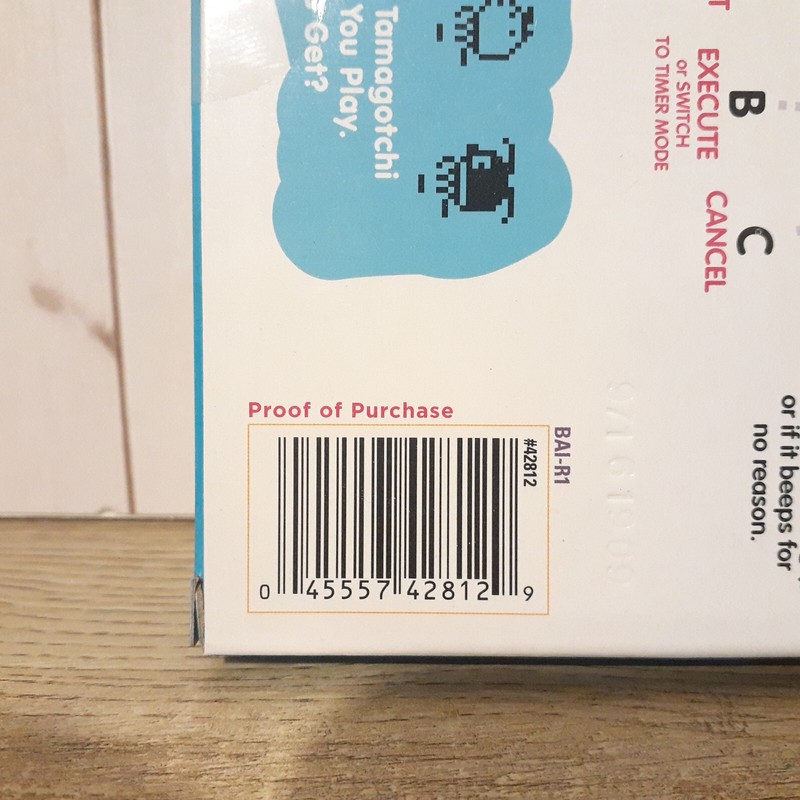 Tamagotchi
You Play.
Get?
T
B
EXECUTE
or SWITCH
TO TIMER MODE
C
CANCEL
or if it beeps for
no reason.
Proof of Purchase
BAI-R1
#42812
0 45557 42812 9